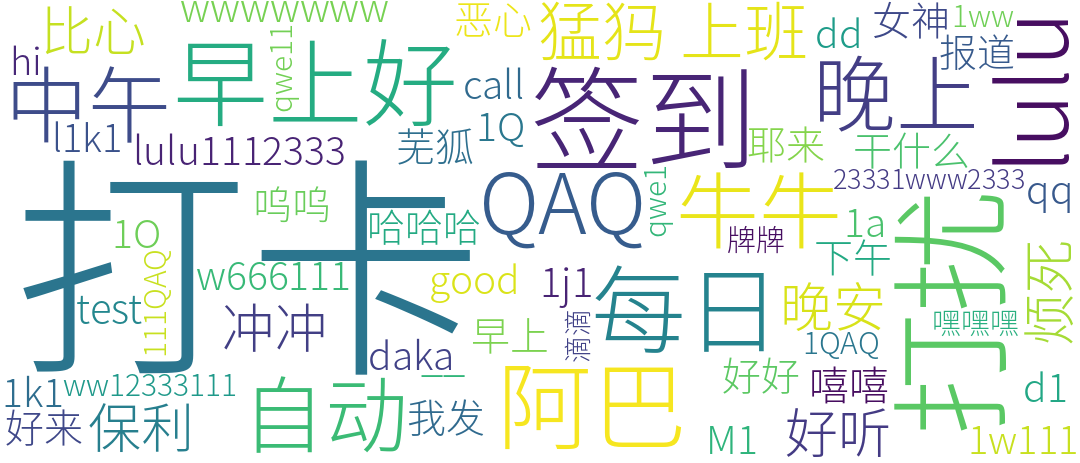 wwwwwww
比心
恶心
猛犸
上班
dd
女神
1ww
hi
中午
早上好
qwe11
call
签到
晚上
报道
lulu
l1k1
lulu1112333
芜狐
1Q
耶来
干什么
打卡
呜呜
哈哈哈
QAQ
qwe1
牛牛
23331www2333
qq
1O
111QAQ
牌牌
1a
下午
打扰
w666111
good
1j1
每日
晚安
嘿嘿嘿
烦死
test
冲冲
早上
滴滴
1QAQ
daka
一一
1k1
ww12333111
自动
阿巴
好好
嘻嘻
d1
好来
保利
我发
M1
好听
1w111